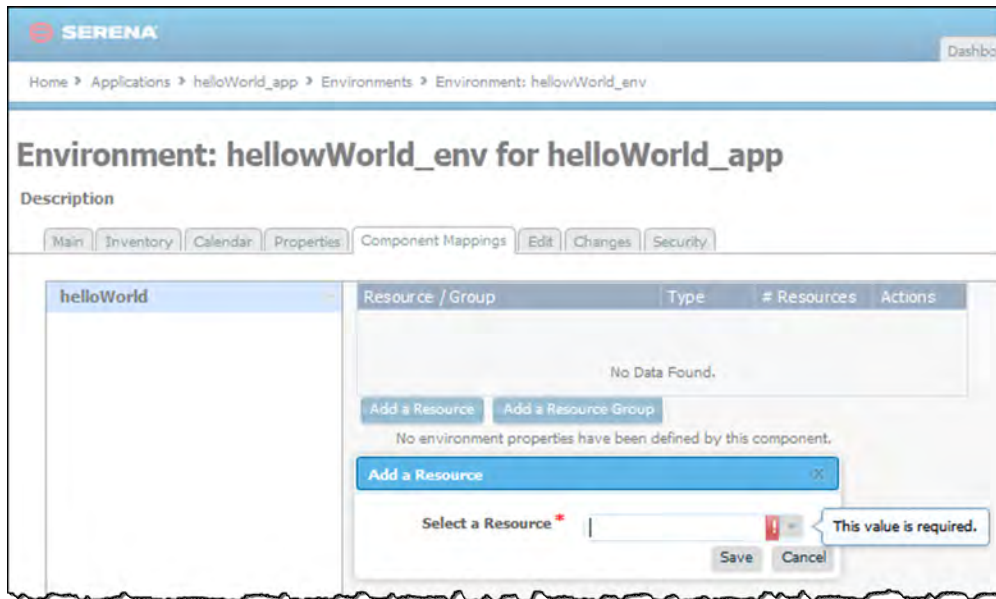 SERENA
Dashbo
Home > Applications > helloWorld_app > Environments > Environment: hellowWorld_env
Environment: hellowWorld_env for helloWorld_app
Description
Main Inventory Calendar Properties Component Mappings Edit Changes Security
helloWorld
Resource / Group Type # Resources Actions
No Data Found.
Add a Resource Add a Resource Group
No environment properties have been defined by this component.
Add a Resource X
Select a Resource * ! This value is required.
Save Cancel